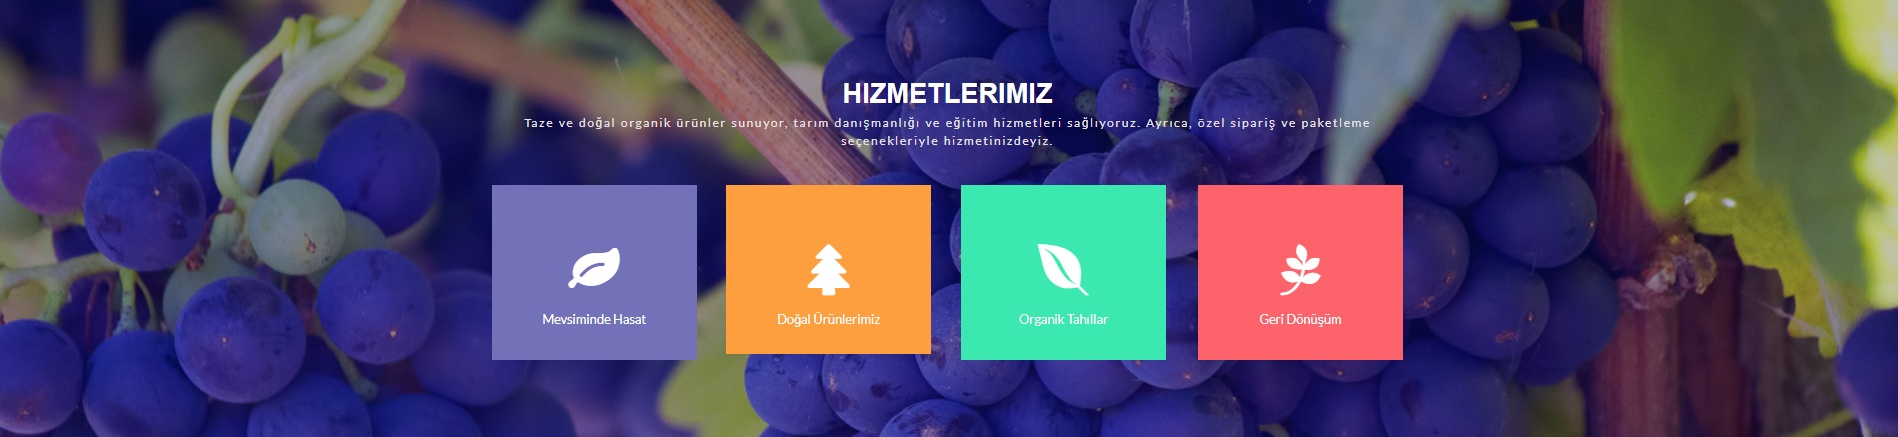 HIZMETLERIMIZ
Taze ve doğal organik ürünler sunuyor, tarım danışmanlığı ve eğitim hizmetleri sağlıyoruz. Ayrıca, özel sipariş ve paketleme
seçenekleriyle hizmetinizdeyiz.
Mevsiminde Hasat
Doğal Ürünlerimiz
Organik Tahıllar
Geri Dönüşüm